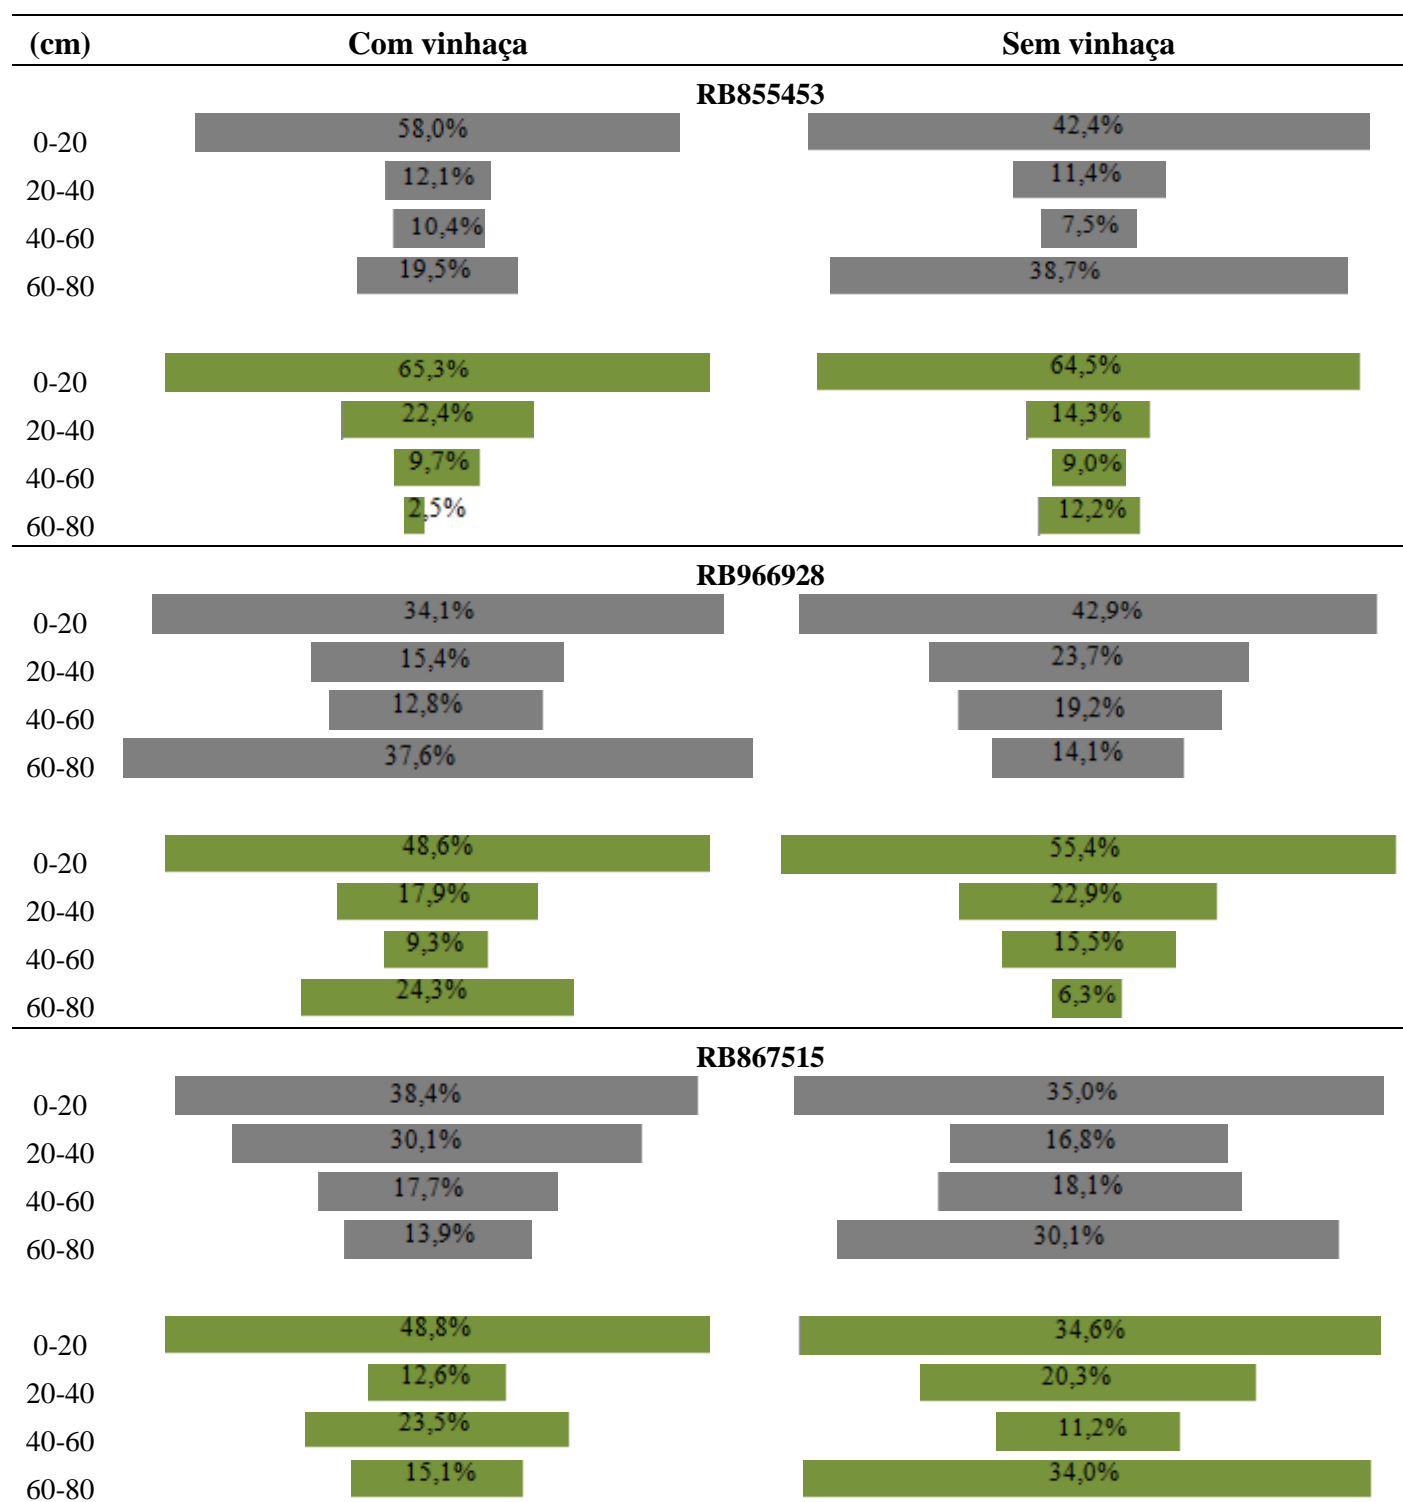 (cm) Com vinhaça Sem vinhaça
RB855453
0-20 58,0% 42,4%
20-40 12,1% 11,4%
40-60 10,4% 7,5%
60-80 19,5% 38,7%
0-20 65,3% 64,5%
20-40 22,4% 14,3%
40-60 9,7% 9,0%
60-80 2,5% 12,2%
RB966928
0-20 34,1% 42,9%
20-40 15,4% 23,7%
40-60 12,8% 19,2%
60-80 37,6% 14,1%
0-20 48,6% 55,4%
20-40 17,9% 22,9%
40-60 9,3% 15,5%
60-80 24,3% 6,3%
RB867515
0-20 38,4% 35,0%
20-40 30,1% 16,8%
40-60 17,7% 18,1%
60-80 13,9% 30,1%
0-20 48,8% 34,6%
20-40 12,6% 20,3%
40-60 23,5% 11,2%
60-80 15,1% 34,0%